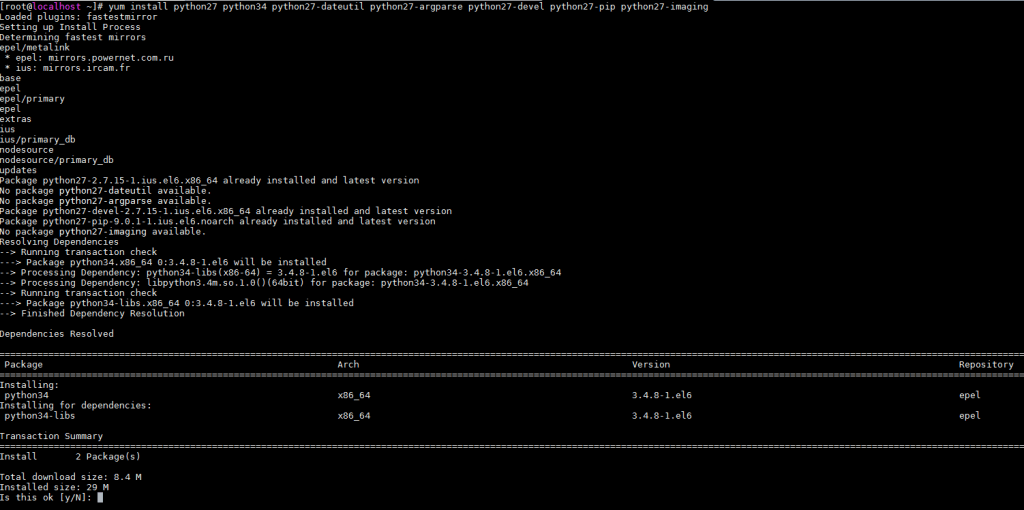 [root@localhost ~]# yum install python27 python34 python27-dateutil python27-argparse python27-devel python27-pip python27-imaging
Loaded plugins: fastestmirror
Setting up Install Process
Determining fastest mirrors
epel/metalink
 * epel: mirrors.powernet.com.ru
 * ius: mirrors.ircam.fr
base
epel
epel/primary
epel
extras
ius
ius/primary_db
nodesource
nodesource/primary_db
updates
Package python27-2.7.15-1.ius.el6.x86_64 already installed and latest version
No package python27-dateutil available.
No package python27-argparse available.
Package python27-devel-2.7.15-1.ius.el6.x86_64 already installed and latest version
Package python27-pip-9.0.1-1.ius.el6.noarch already installed and latest version
No package python27-imaging available.
Resolving Dependencies
--> Running transaction check
---> Package python34.x86_64 0:3.4.8-1.el6 will be installed
--> Processing Dependency: python34-libs(x86-64) = 3.4.8-1.el6 for package: python34-3.4.8-1.el6.x86_64
--> Processing Dependency: libpython3.4m.so.1.0()(64bit) for package: python34-3.4.8-1.el6.x86_64
--> Running transaction check
---> Package python34-libs.x86_64 0:3.4.8-1.el6 will be installed
--> Finished Dependency Resolution
Dependencies Resolved
Package Arch Version Repository
Installing:
python34 x86_64 3.4.8-1.el6 epel
Installing for dependencies:
python34-libs x86_64 3.4.8-1.el6 epel
Transaction Summary
Install 2 Package(s)
Total download size: 8.4 M
Installed size: 29 M
Is this ok [y/N]: